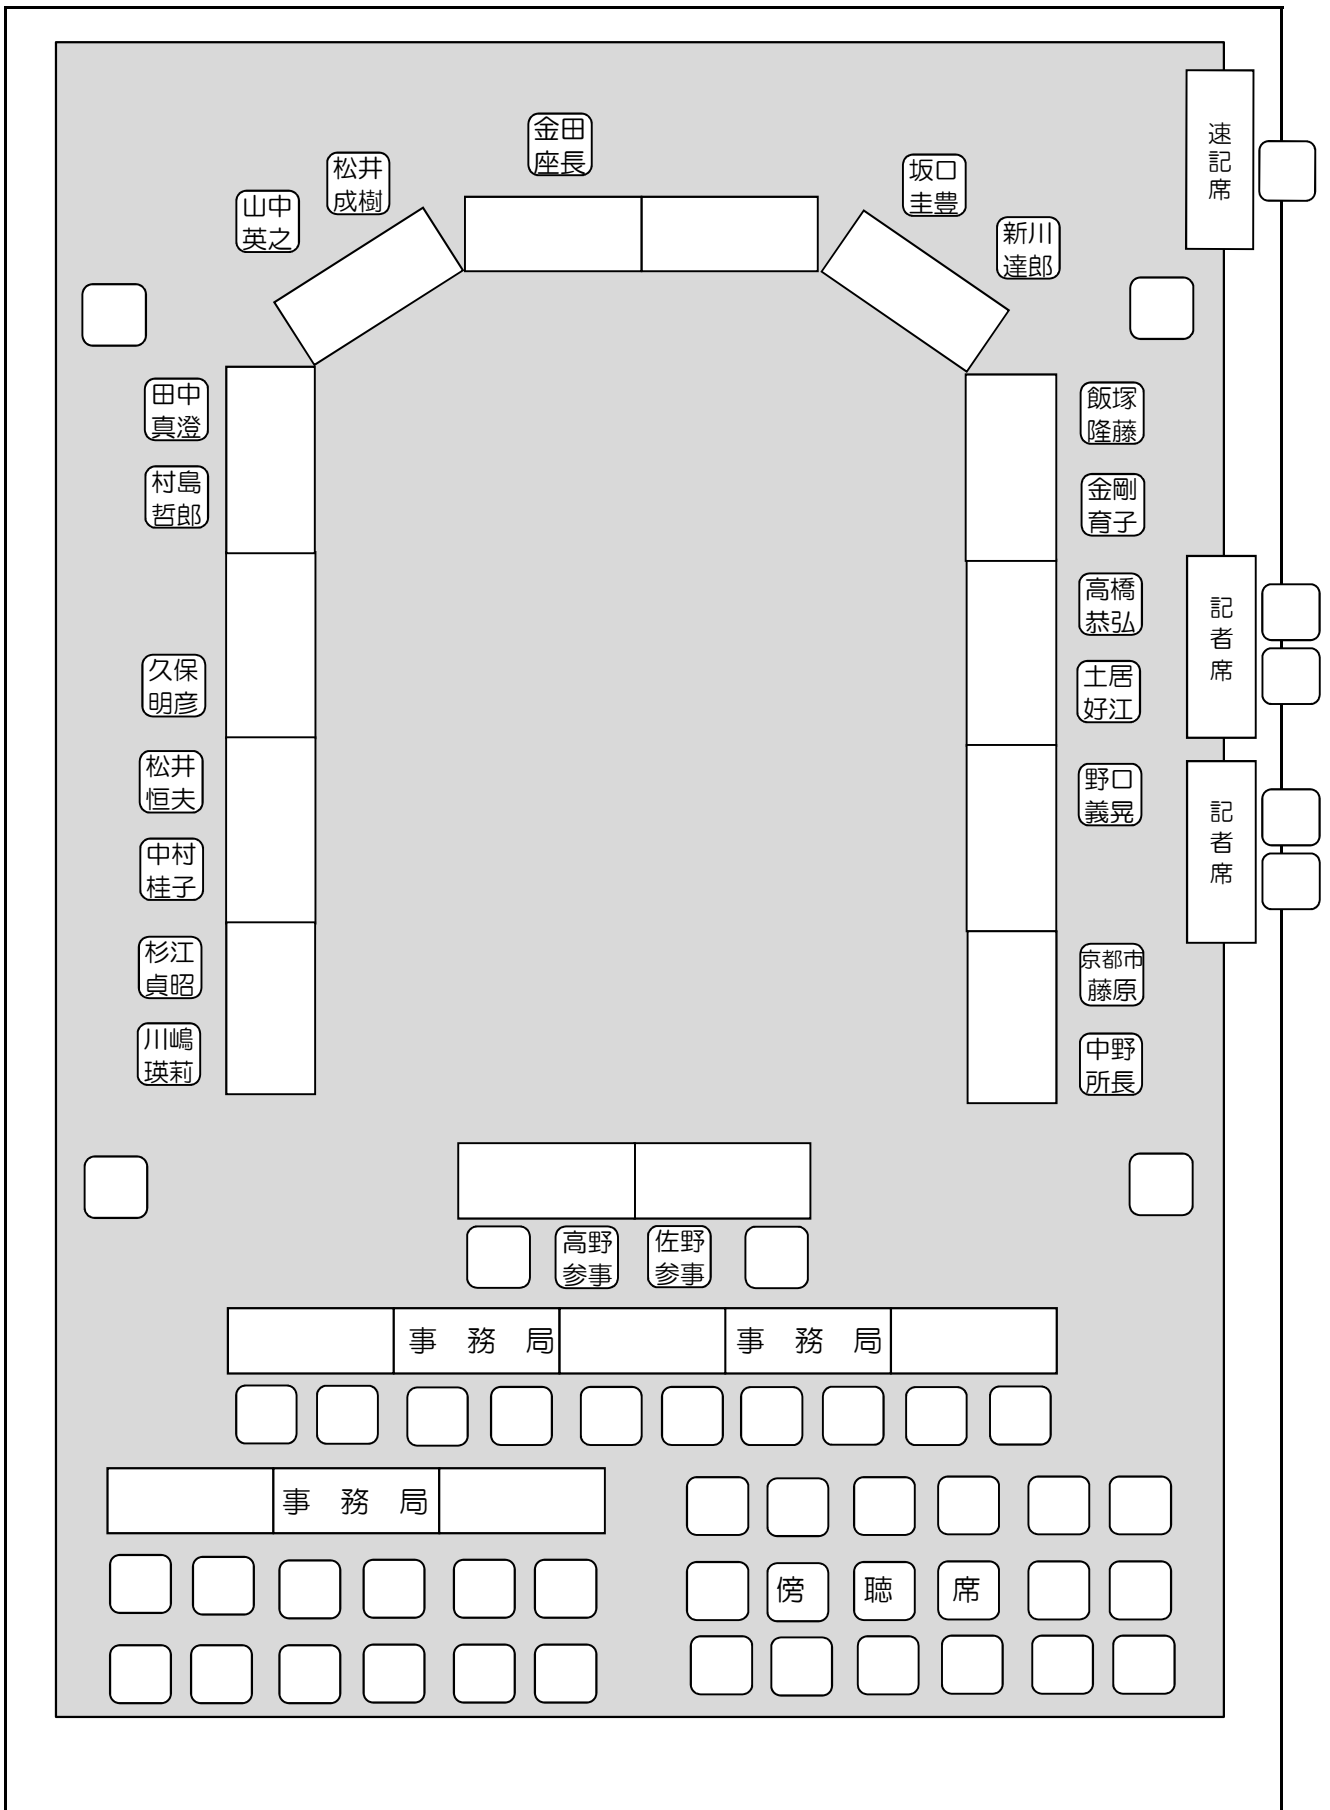 金田
座長
松井
成樹
山中
英之
坂口
圭豊
新川
達郎
速記席
田中
真澄
村島
哲郎
久保
明彦
松井
恒夫
中村
桂子
杉江
貞昭
川嶋
瑛莉
飯塚
隆藤
金剛
育子
高橋
恭弘
土居
好江
野口
義晃
京都市
藤原
中野
所長
記者席
記者席
高野
参事
佐野
参事
事　務　局
事　務　局
事　務　局
傍　聴　席